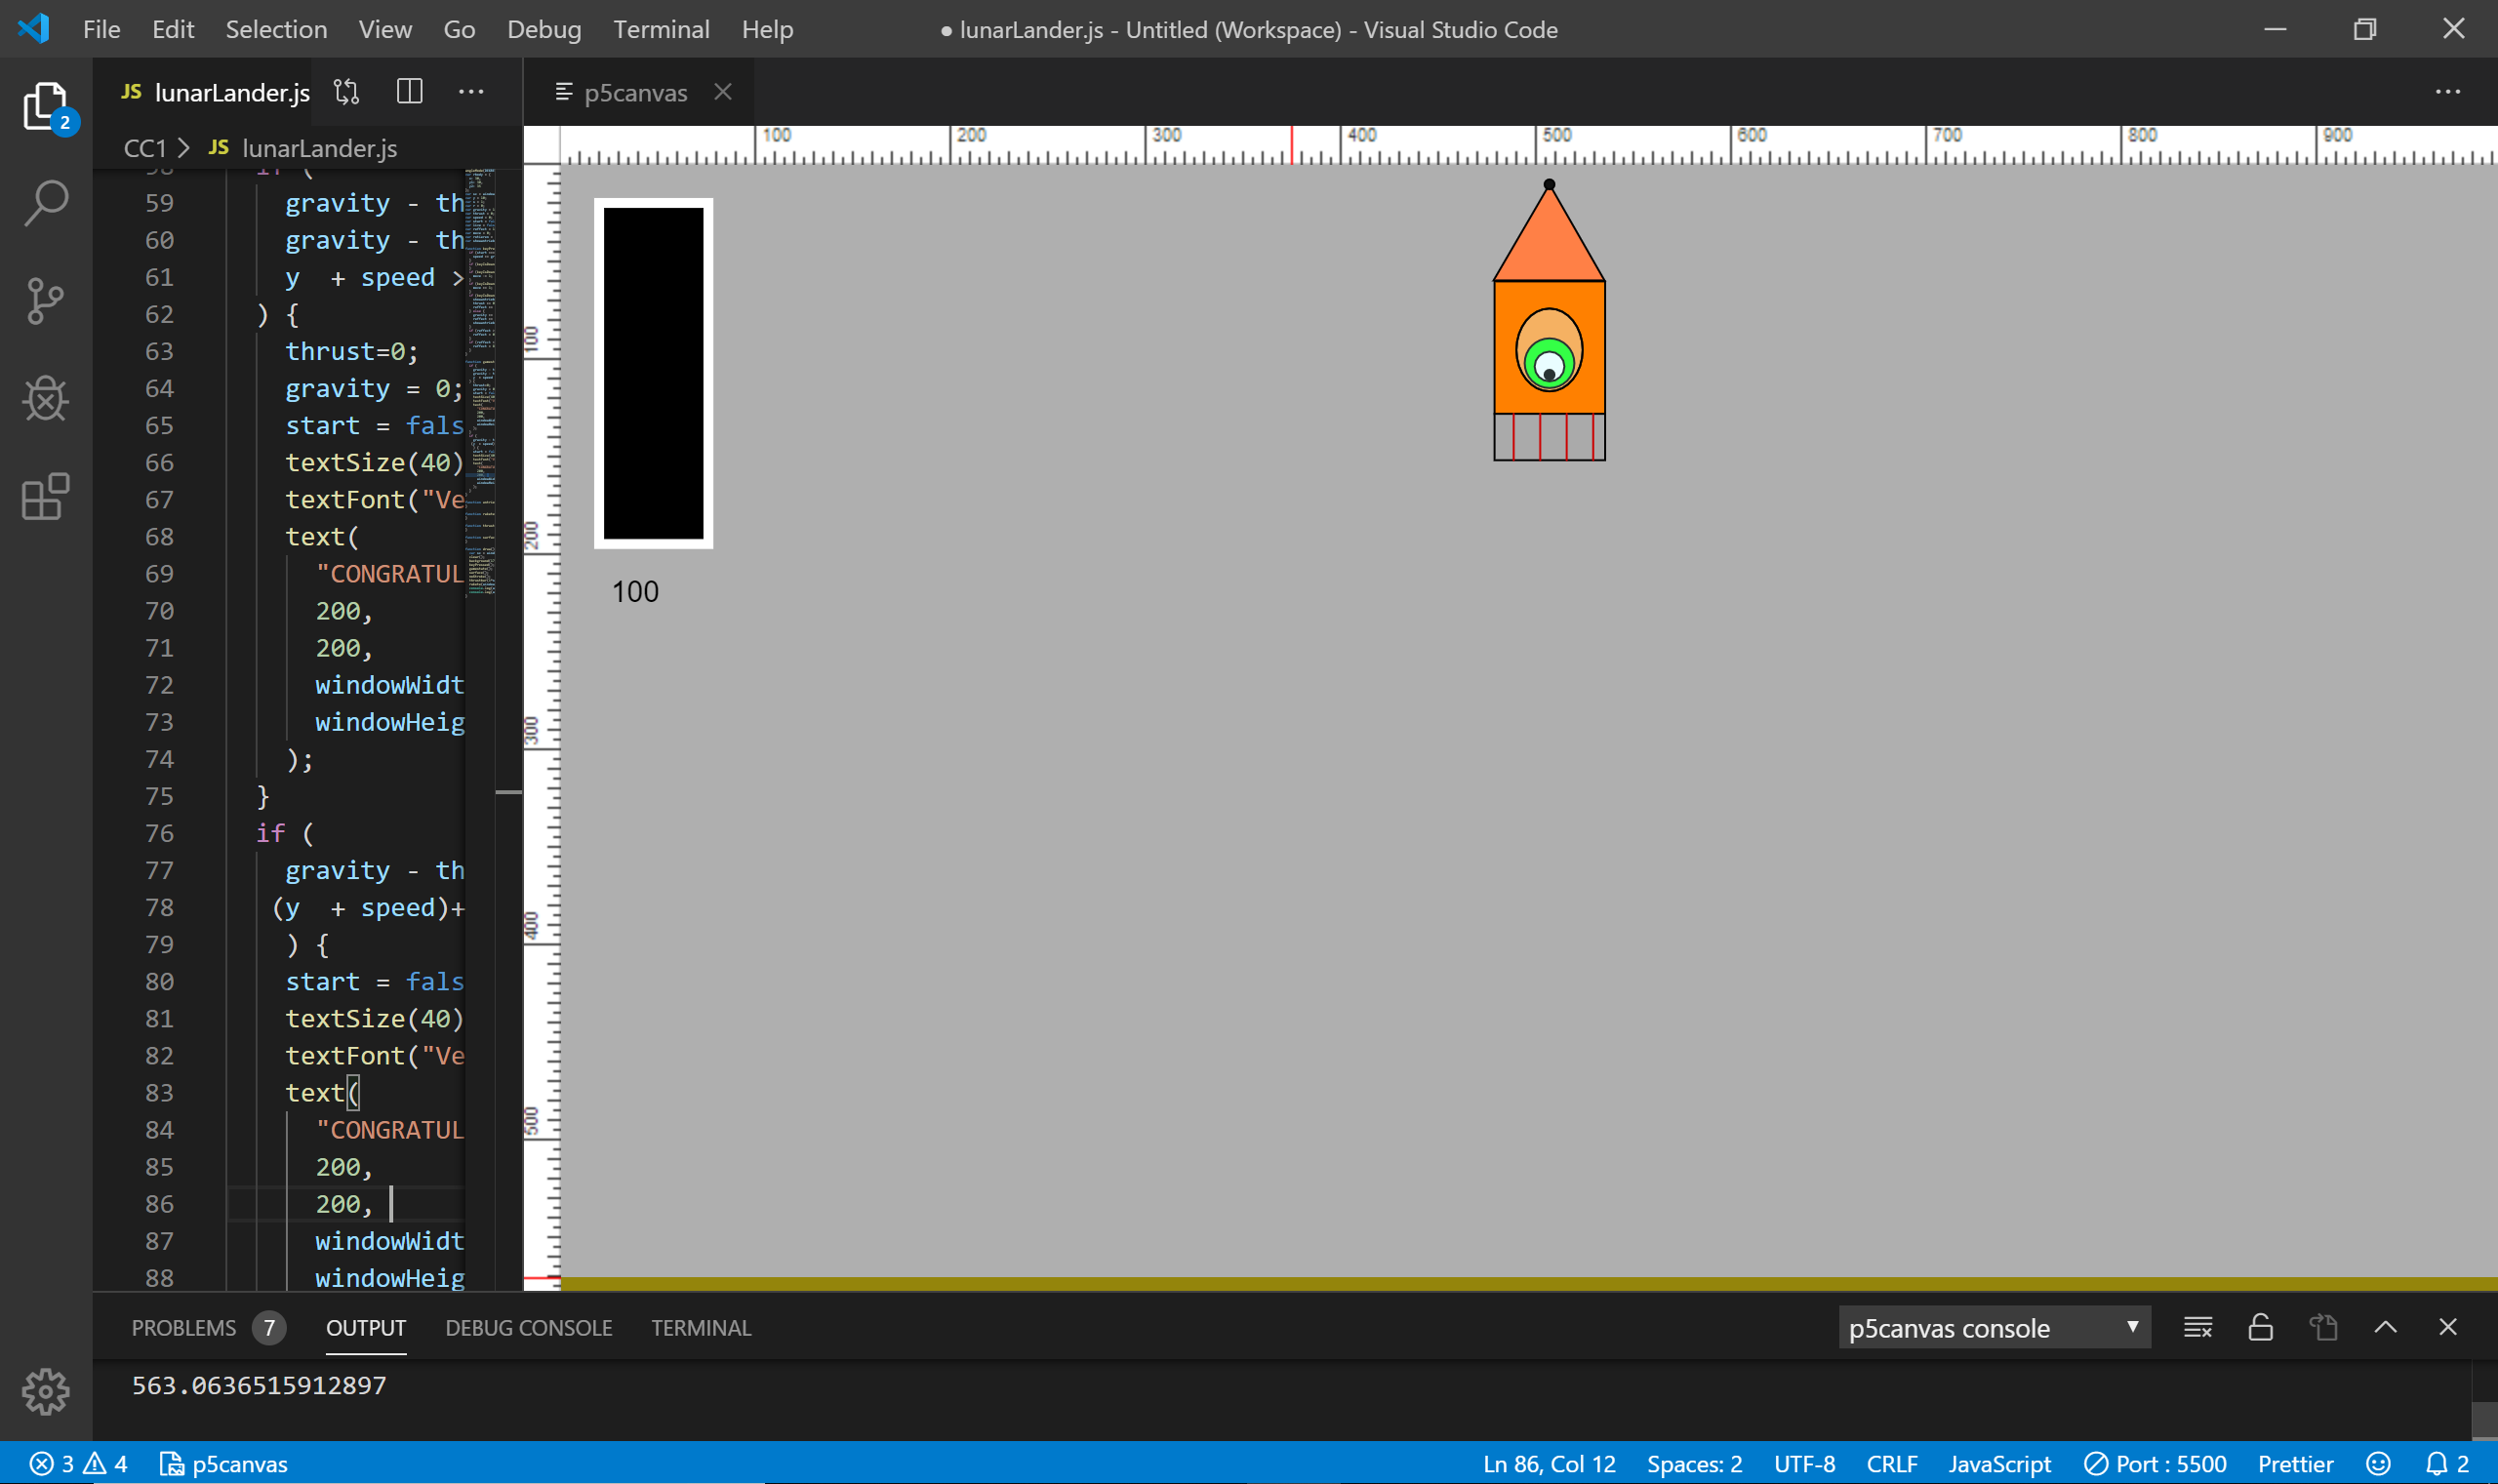 File Edit Selection View Go Debug Terminal Help
● lunarLander.js - Untitled (Workspace) - Visual Studio Code
2
JS lunarLander.js
CC1 > JS lunarLander.js
p5canvas
59 gravity - th
60 gravity - th
61 y + speed >
62 ) {
63 thrust=0;
64 gravity = 0;
65 start = fals
66 textSize(40)
67 textFont("Ve
68 text(
69 "CONGRATUL
70 200,
71 200,
72 windowWidt
73 windowHeig
74 );
75 }
76 if (
77 gravity - th
78 (y + speed)+
79 ) {
80 start = fals
81 textSize(40)
82 textFont("Ve
83 text(
84 "CONGRATUL
85 200,
86 200,
87 windowWidt
88 windowHeig
100 200 300 400 500 600 700 800 900
100
200
300
400
500
100
PROBLEMS 7 OUTPUT DEBUG CONSOLE TERMINAL
p5canvas console
563.0636515912897
3 4 p5canvas
Ln 86, Col 12 Spaces: 2 UTF-8 CRLF JavaScript Port : 5500 Prettier 2